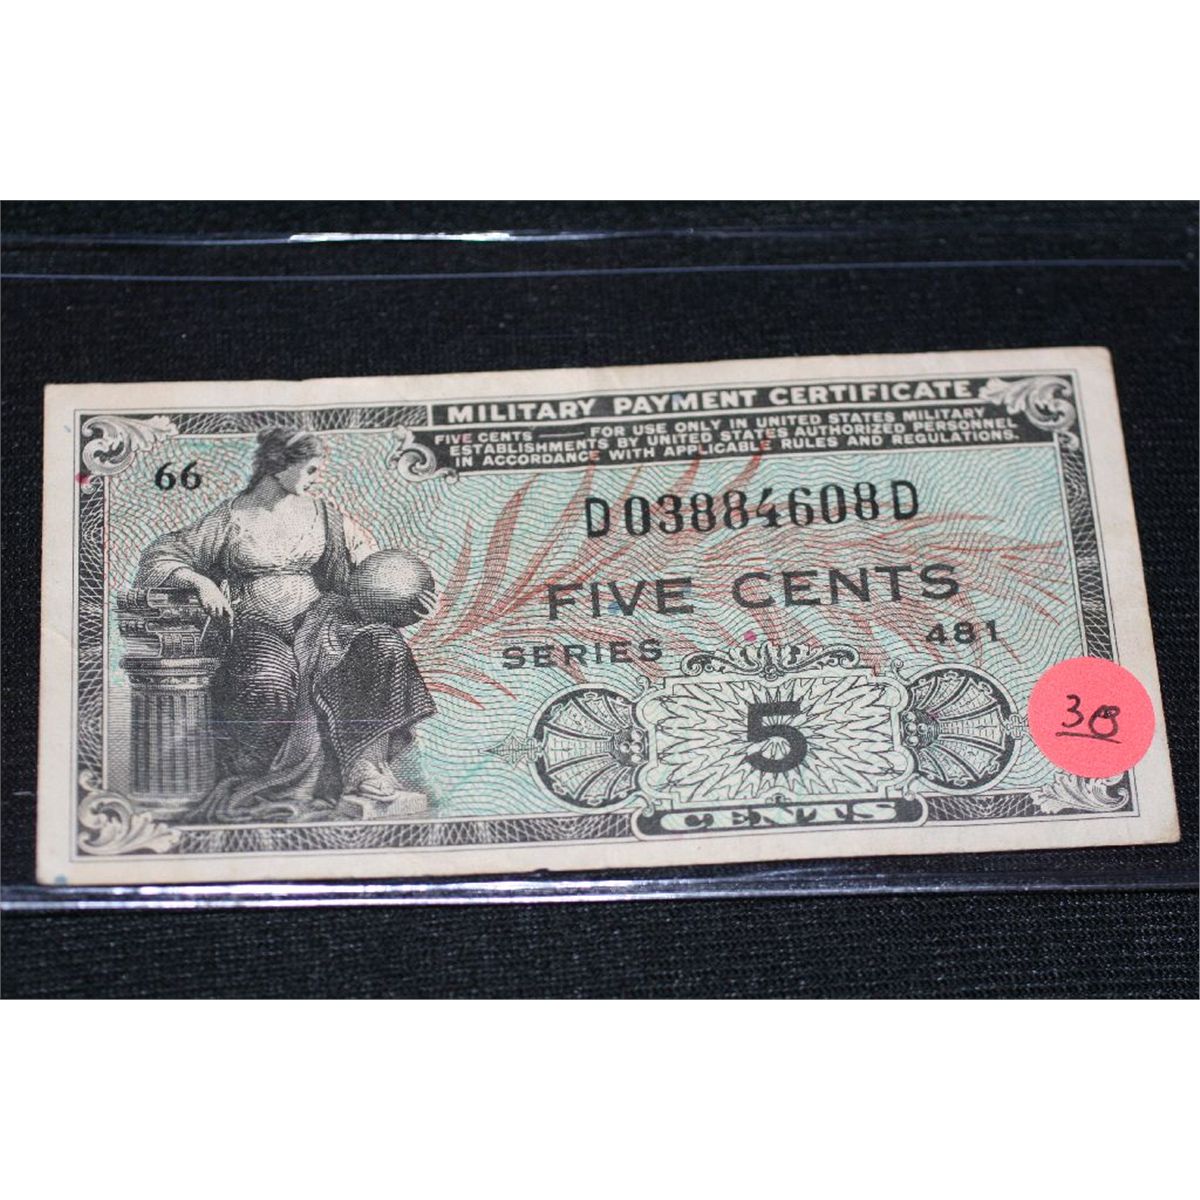 MILITARY PAYMENT CERTIFICATE
FIVE CENTS — FOR USE ONLY IN UNITED STATES MILITARY
ESTABLISHMENTS BY UNITED STATES AUTHORIZED PERSONNEL
IN ACCORDANCE WITH APPLICABLE RULES AND REGULATIONS.
66
D03884608D
FIVE CENTS
SERIES 481
5
CENTS